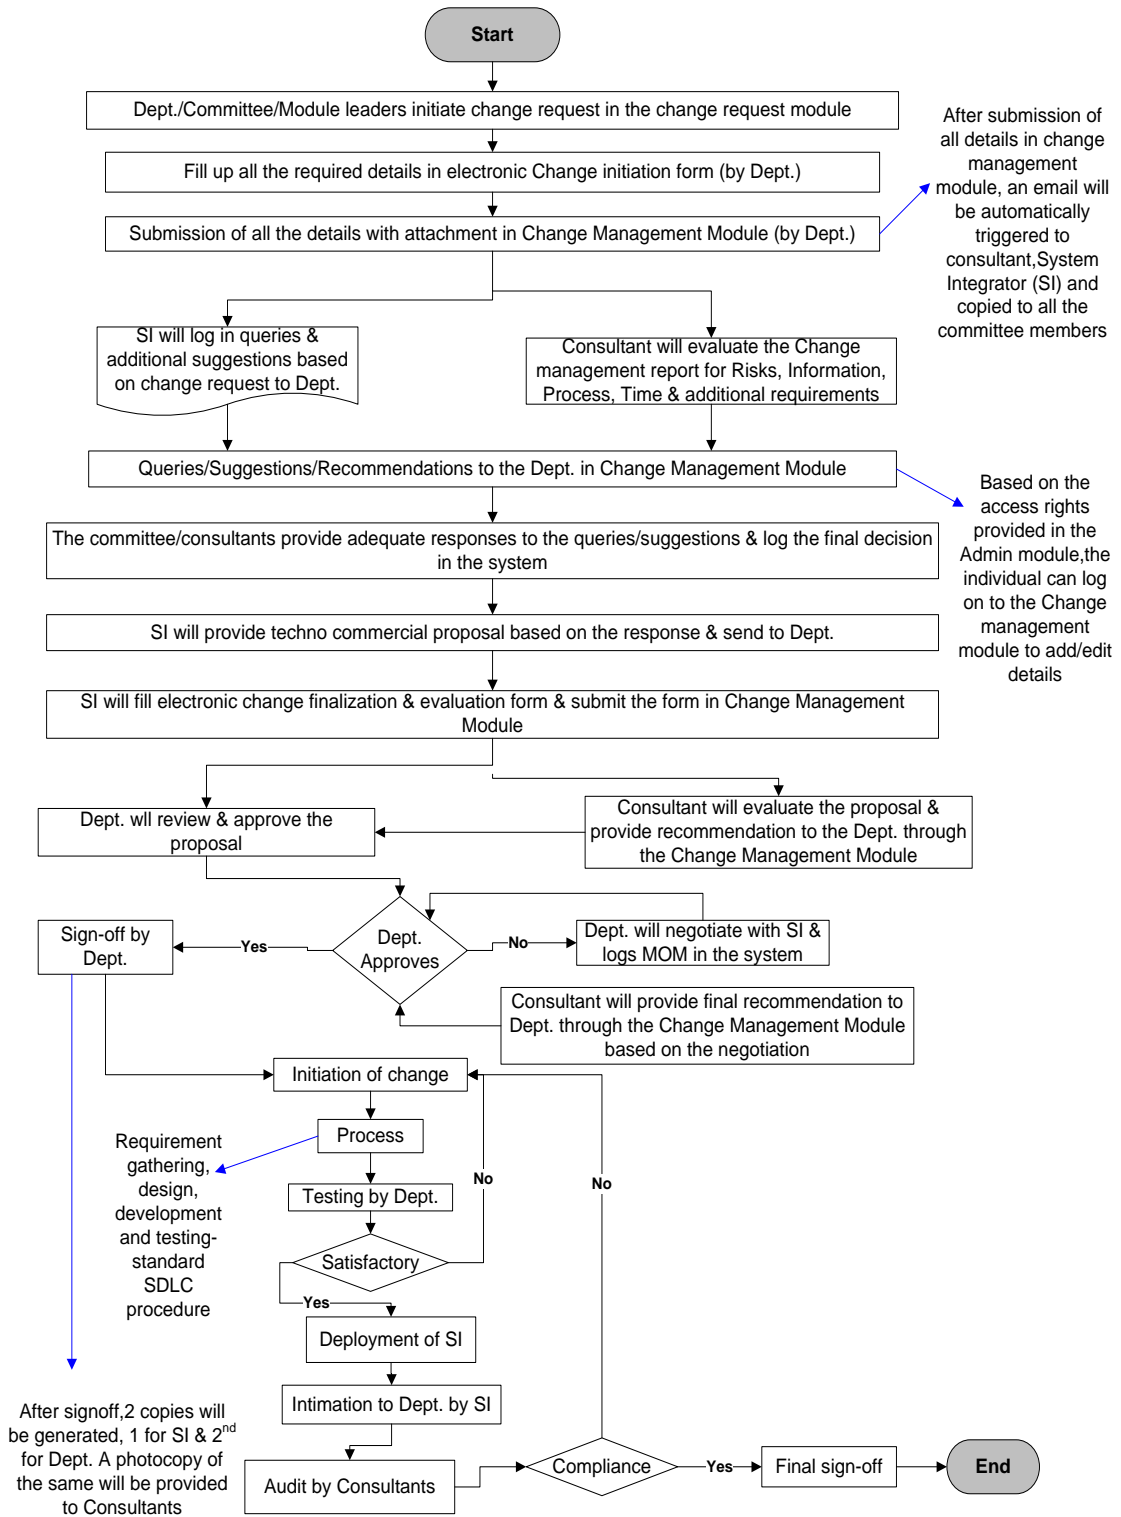 Start
Dept./Committee/Module leaders initiate change request in the change request module
Fill up all the required details in electronic Change initiation form (by Dept.)
Submission of all the details with attachment in Change Management Module (by Dept.)
After submission of
all details in change
management
module, an email will
be automatically
triggered to
consultant,System
Integrator (SI) and
copied to all the
committee members
SI will log in queries &
additional suggestions based
on change request to Dept.
Consultant will evaluate the Change
management report for Risks, Information,
Process, Time & additional requirements
Queries/Suggestions/Recommendations to the Dept. in Change Management Module
Based on the
access rights
provided in the
Admin module,the
individual can log
on to the Change
management
module to add/edit
details
The committee/consultants provide adequate responses to the queries/suggestions & log the final decision
in the system
SI will provide techno commercial proposal based on the response & send to Dept.
SI will fill electronic change finalization & evaluation form & submit the form in Change Management
Module
Dept. wll review & approve the
proposal
Consultant will evaluate the proposal &
provide recommendation to the Dept. through
the Change Management Module
Sign-off by
Dept.
Yes
Dept.
Approves
No
Dept. will negotiate with SI &
logs MOM in the system
Consultant will provide final recommendation to
Dept. through the Change Management Module
based on the negotiation
Initiation of change
Process
Requirement
gathering,
design,
development
and testing-
standard
SDLC
procedure
Testing by Dept.
No
No
Satisfactory
Yes
Deployment of SI
Intimation to Dept. by SI
After signoff,2 copies will
be generated, 1 for SI & 2nd
for Dept. A photocopy of
the same will be provided
to Consultants
Audit by Consultants
Compliance
Yes
Final sign-off
End